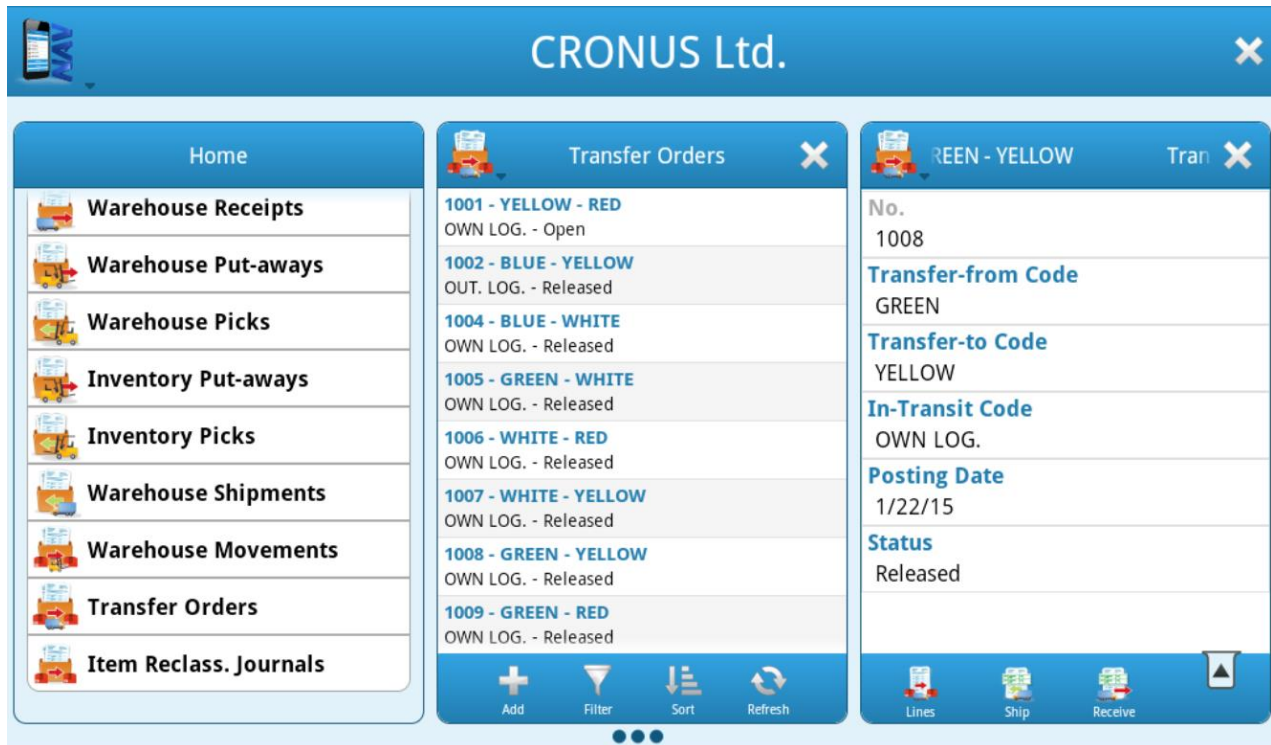 NAV
CRONUS Ltd.
Home
Warehouse Receipts
Warehouse Put-aways
Warehouse Picks
Inventory Put-aways
Inventory Picks
Warehouse Shipments
Warehouse Movements
Transfer Orders
Item Reclass. Journals
Transfer Orders
1001 - YELLOW - RED
OWN LOG. - Open
1002 - BLUE - YELLOW
OUT. LOG. - Released
1004 - BLUE - WHITE
OWN LOG. - Released
1005 - GREEN - WHITE
OWN LOG. - Released
1006 - WHITE - RED
OWN LOG. - Released
1007 - WHITE - YELLOW
OWN LOG. - Released
1008 - GREEN - YELLOW
OWN LOG. - Released
1009 - GREEN - RED
OWN LOG. - Released
Add Filter Sort Refresh
REEN - YELLOW Tran
No.
1008
Transfer-from Code
GREEN
Transfer-to Code
YELLOW
In-Transit Code
OWN LOG.
Posting Date
1/22/15
Status
Released
Lines Ship Receive